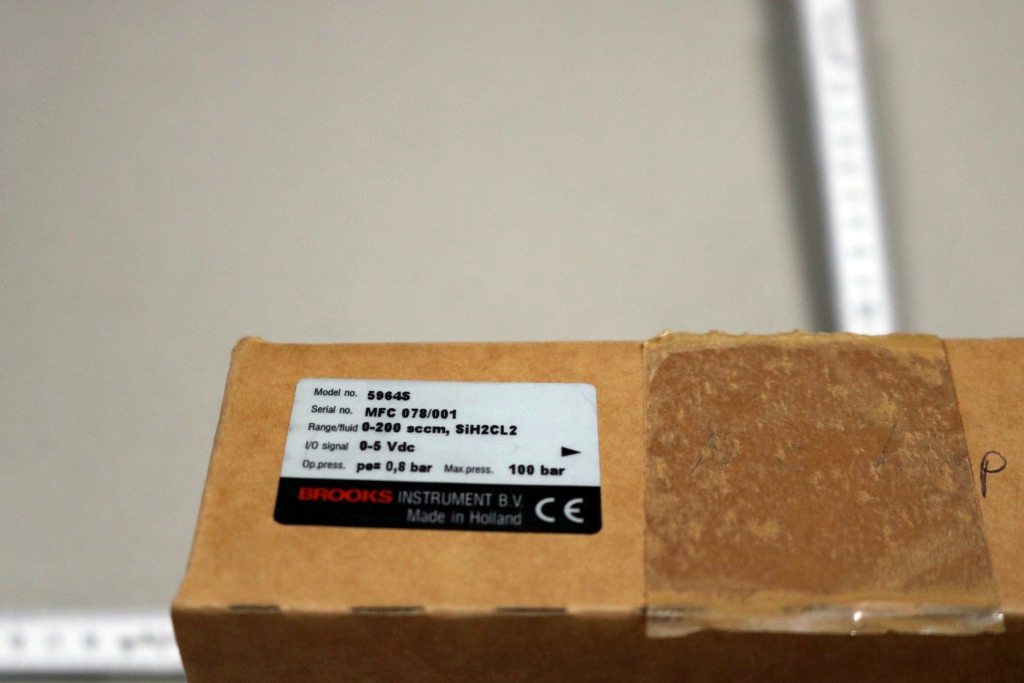 Model no. 5964S
Serial no. MFC 078/001
Range/fluid 0-200 sccm, SiH2CL2
I/O signal 0-5 Vdc
Op.press. pe= 0,8 bar Max.press. 100 bar
BROOKS INSTRUMENT B.V.
Made in Holland
CE
P